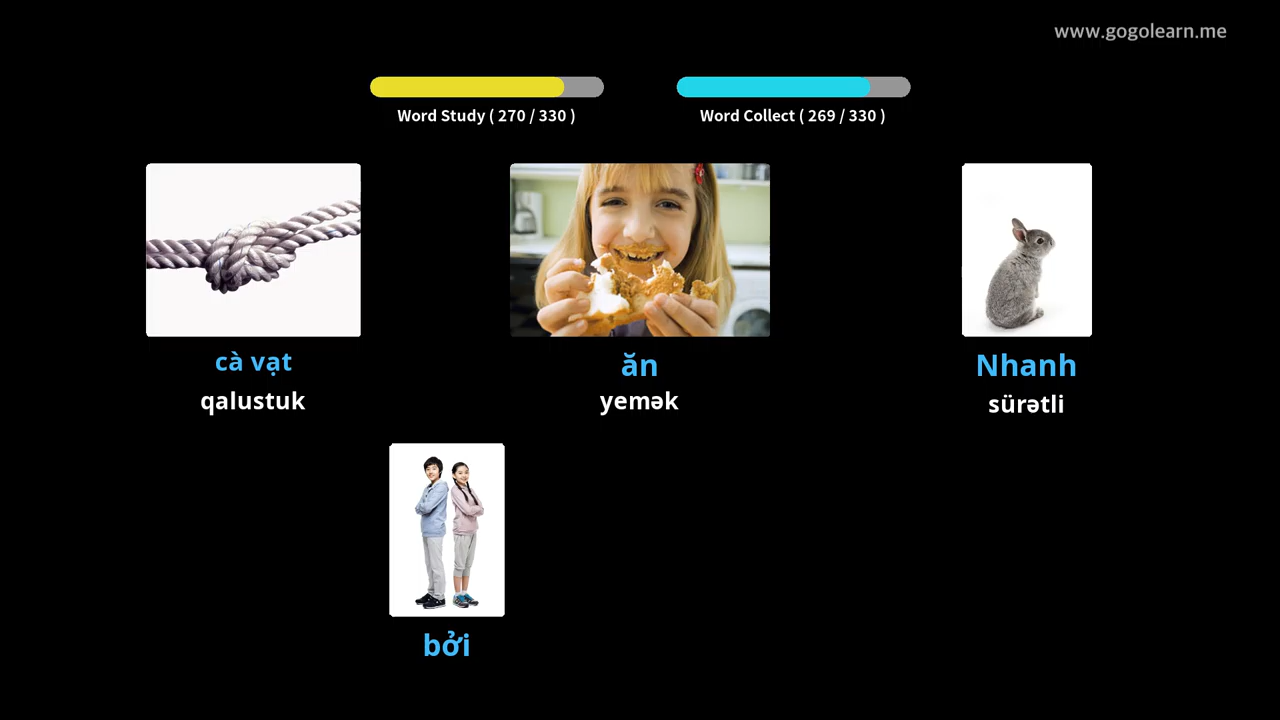 www.gogolearn.me
Word Study ( 270 / 330 )
Word Collect ( 269 / 330 )
cà vạt
qalustuk
ăn
yemək
Nhanh
sürətli
bởi